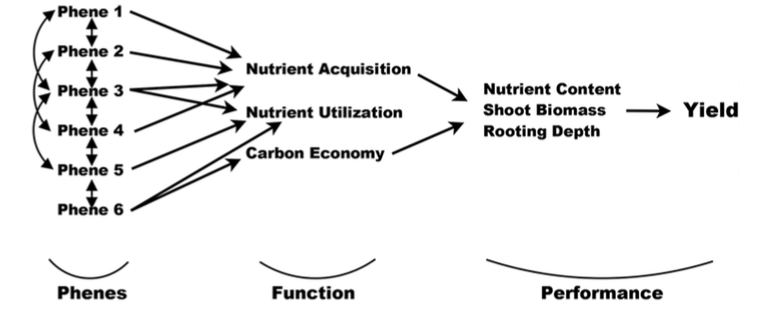 Phene 1
Phene 2
Phene 3
Phene 4
Phene 5
Phene 6
Nutrient Acquisition
Nutrient Utilization
Carbon Economy
Nutrient Content
Shoot Biomass
Rooting Depth
Yield
Phenes
Function
Performance